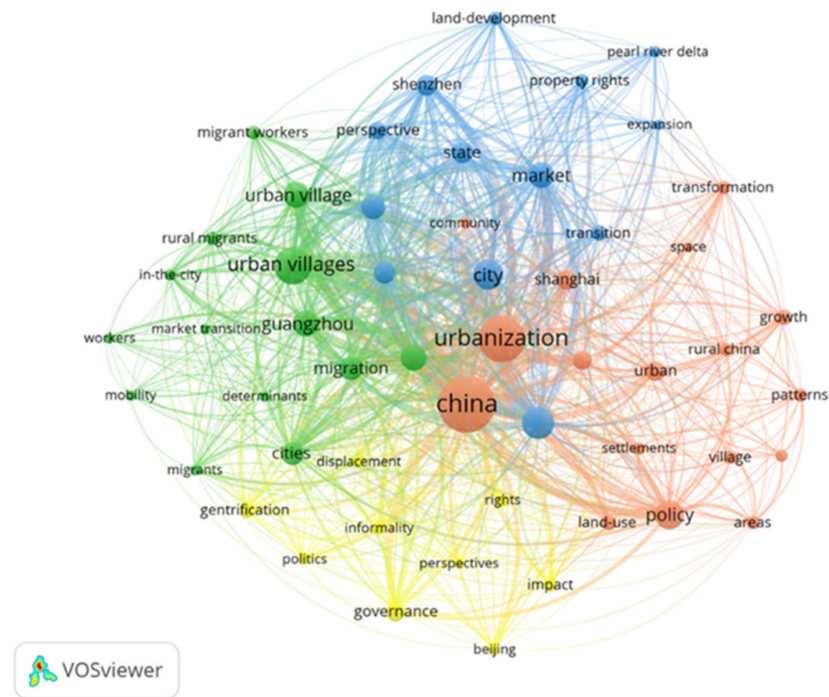 land-development
pearl river delta
shenzhen
property rights
migrant workers
perspective
expansion
state
market
urban village
transformation
community
rural migrants
transition
space
urban villages
in-the-city
city
shanghai
workers
market transition
guangzhou
urbanization
growth
rural china
migration
urban
mobility
determinants
china
patterns
cities
displacement
settlements
village
migrants
rights
gentrification
informality
land-use
policy
areas
politics
perspectives
impact
governance
beijing
VOSviewer